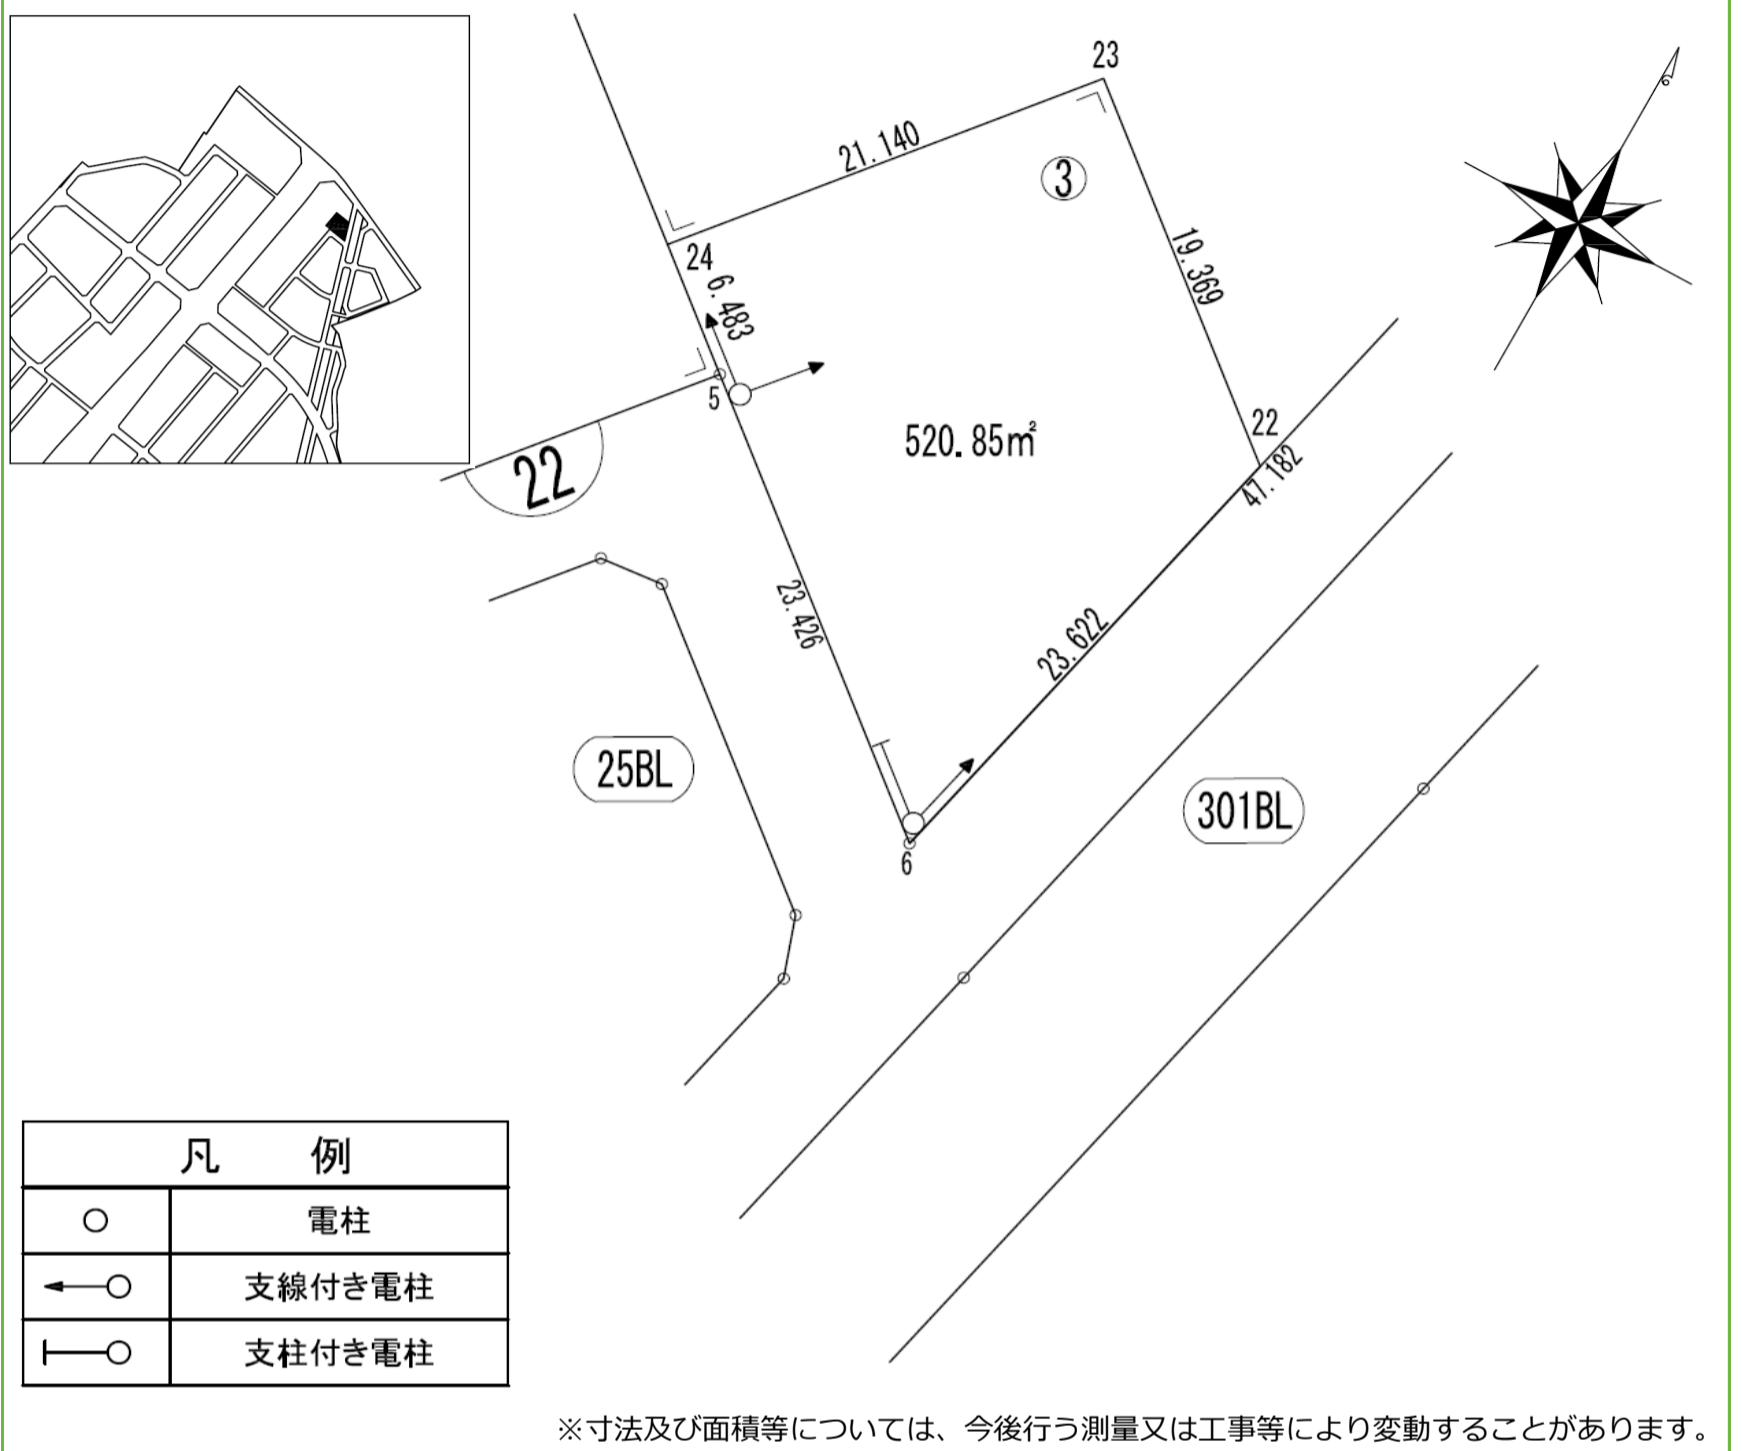 23
21.140
3
24
6.483
19.369
5
22
520.85㎡
22
47.182
23.426
23.622
25BL
301BL
6
凡　例
電柱
支線付き電柱
支柱付き電柱
※寸法及び面積等については、今後行う測量又は工事等により変動することがあります。